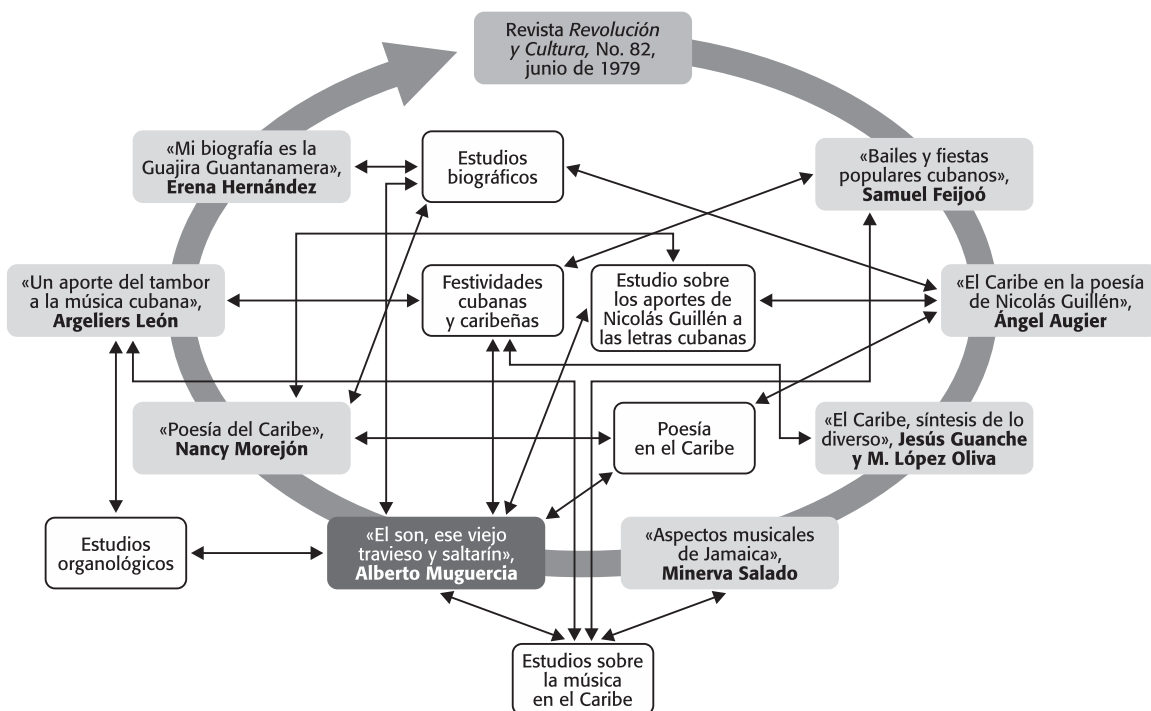 Revista Revolución
y Cultura, No. 82,
junio de 1979
«Mi biografía es la
Guajira Guantanamera»,
Erena Hernández
Estudios
biográficos
«Bailes y fiestas
populares cubanos»,
Samuel Feijoó
«Un aporte del tambor
a la música cubana»,
Argeliers León
Festividades
cubanas
y caribeñas
Estudio sobre
los aportes de
Nicolás Guillén a
las letras cubanas
«El Caribe en la poesía
de Nicolás Guillén»,
Ángel Augier
«Poesía del Caribe»,
Nancy Morejón
Poesía
en el Caribe
«El Caribe, síntesis de lo
diverso», Jesús Guanche
y M. López Oliva
Estudios
organológicos
«El son, ese viejo
travieso y saltarín»,
Alberto Muguercia
«Aspectos musicales
de Jamaica»,
Minerva Salado
Estudios sobre
la música
en el Caribe